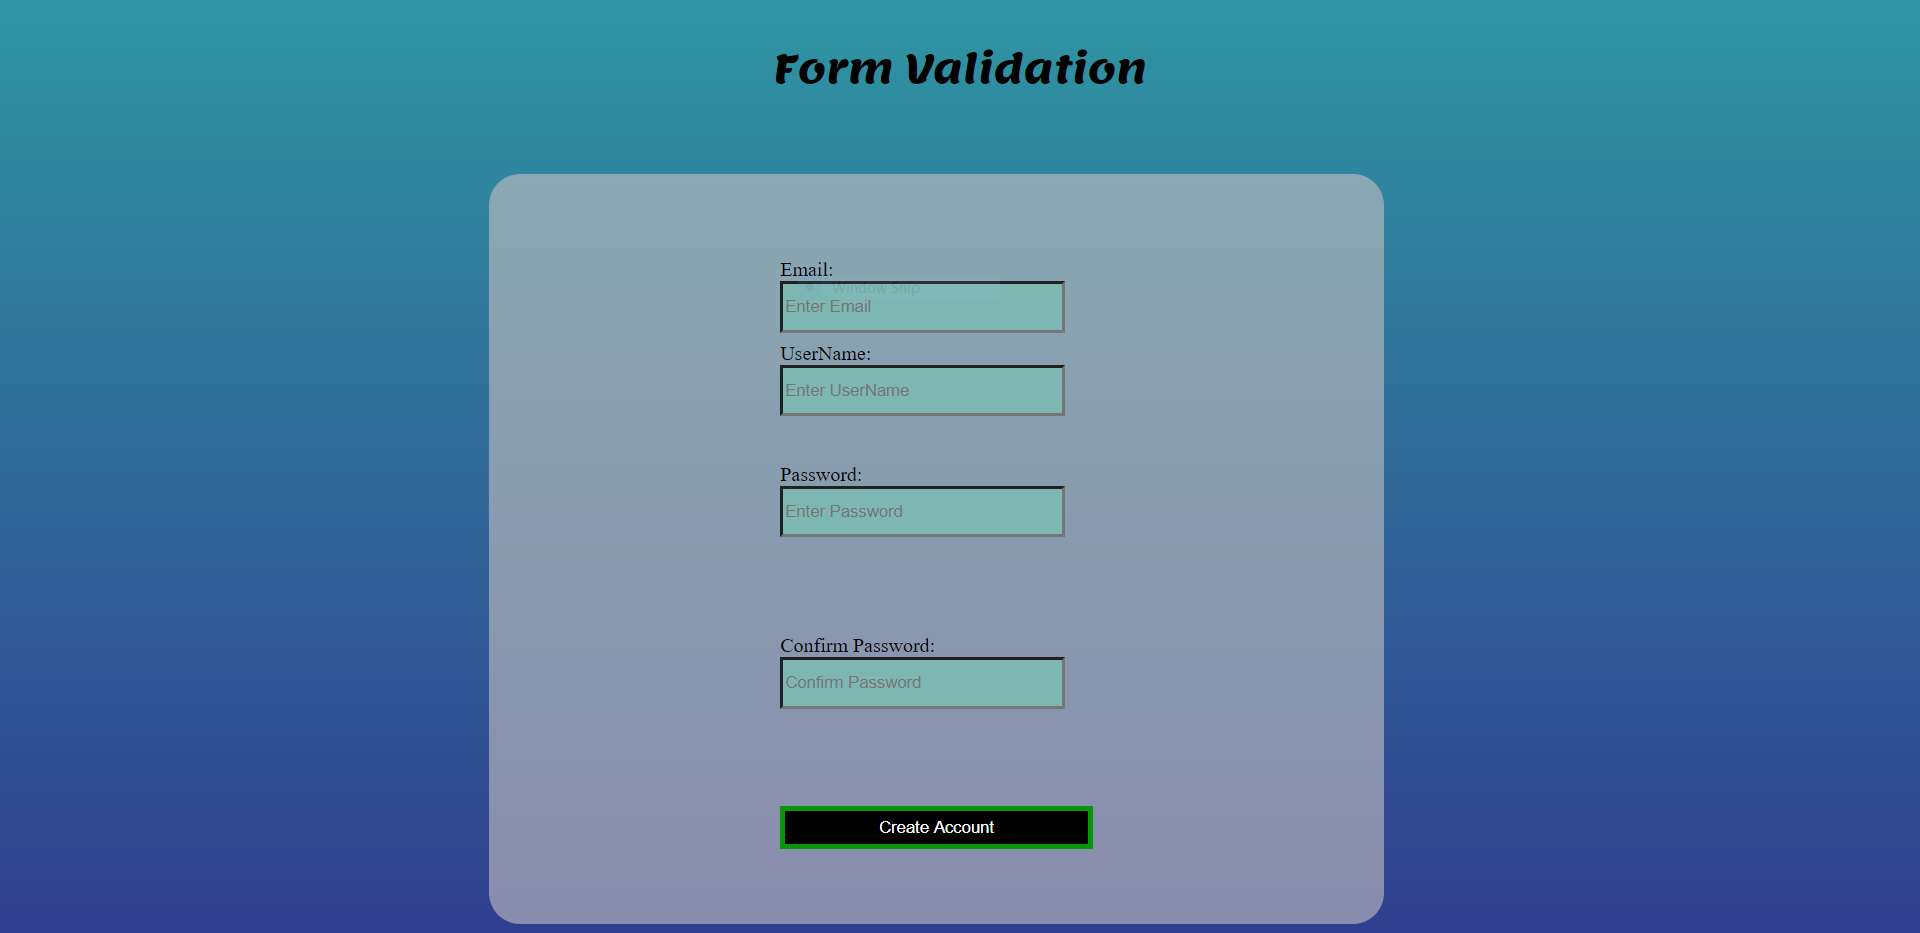 Form Validation
Email:
Window Snip
Enter Email
UserName:
Enter UserName
Password:
Enter Password
Confirm Password:
Confirm Password
Create Account